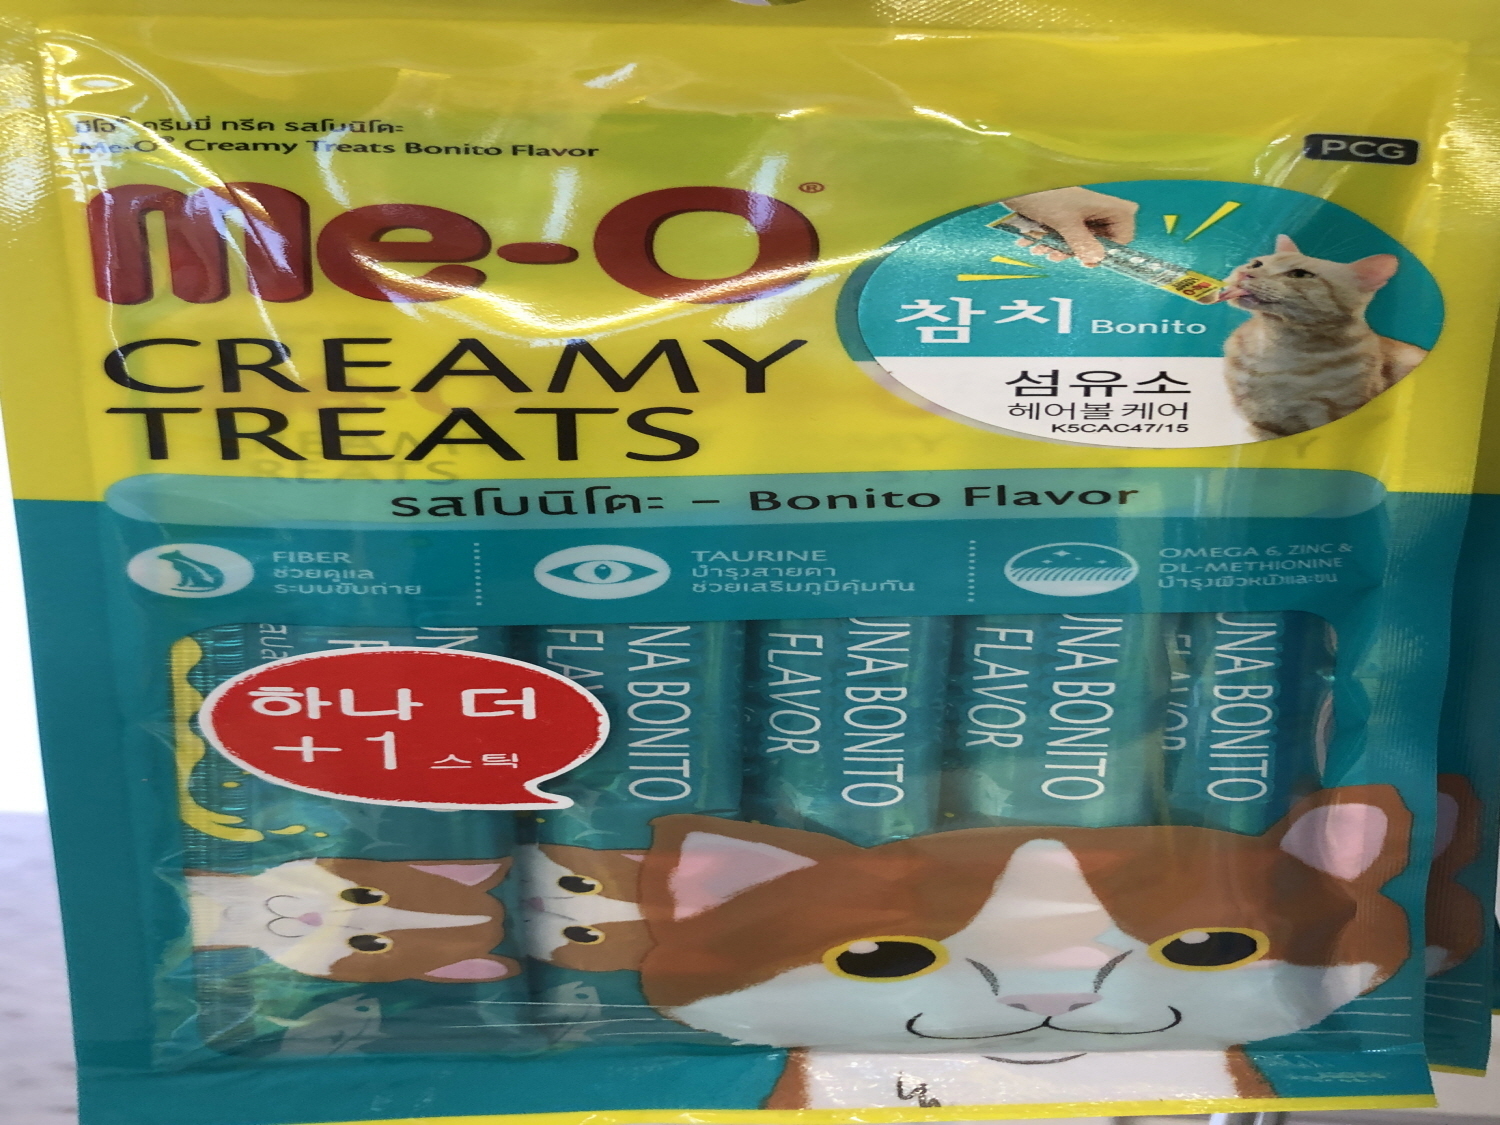 มีโอ® ครีมมี่ ทรีต รสโบนิโตะ
Me-O® Creamy Treats Bonito Flavor
PCG
Me-O®
CREAMY
TREATS
참치 Bonito
섬유소
헤어볼 케어
K5CAC47/15
รสโบนิโตะ – Bonito Flavor
FIBER
ช่วยดูแล
ระบบขับถ่าย
TAURINE
บำรุงสายตา
ช่วยเสริมภูมิคุ้มกัน
OMEGA 6, ZINC &
DL-METHIONINE
บำรุงผิวหนังและขน
하나 더
+1 스틱
UNA BONITO
FLAVOR
UNA BONITO
FLAVOR
UNA BONITO
FLAVOR
UNA BONITO